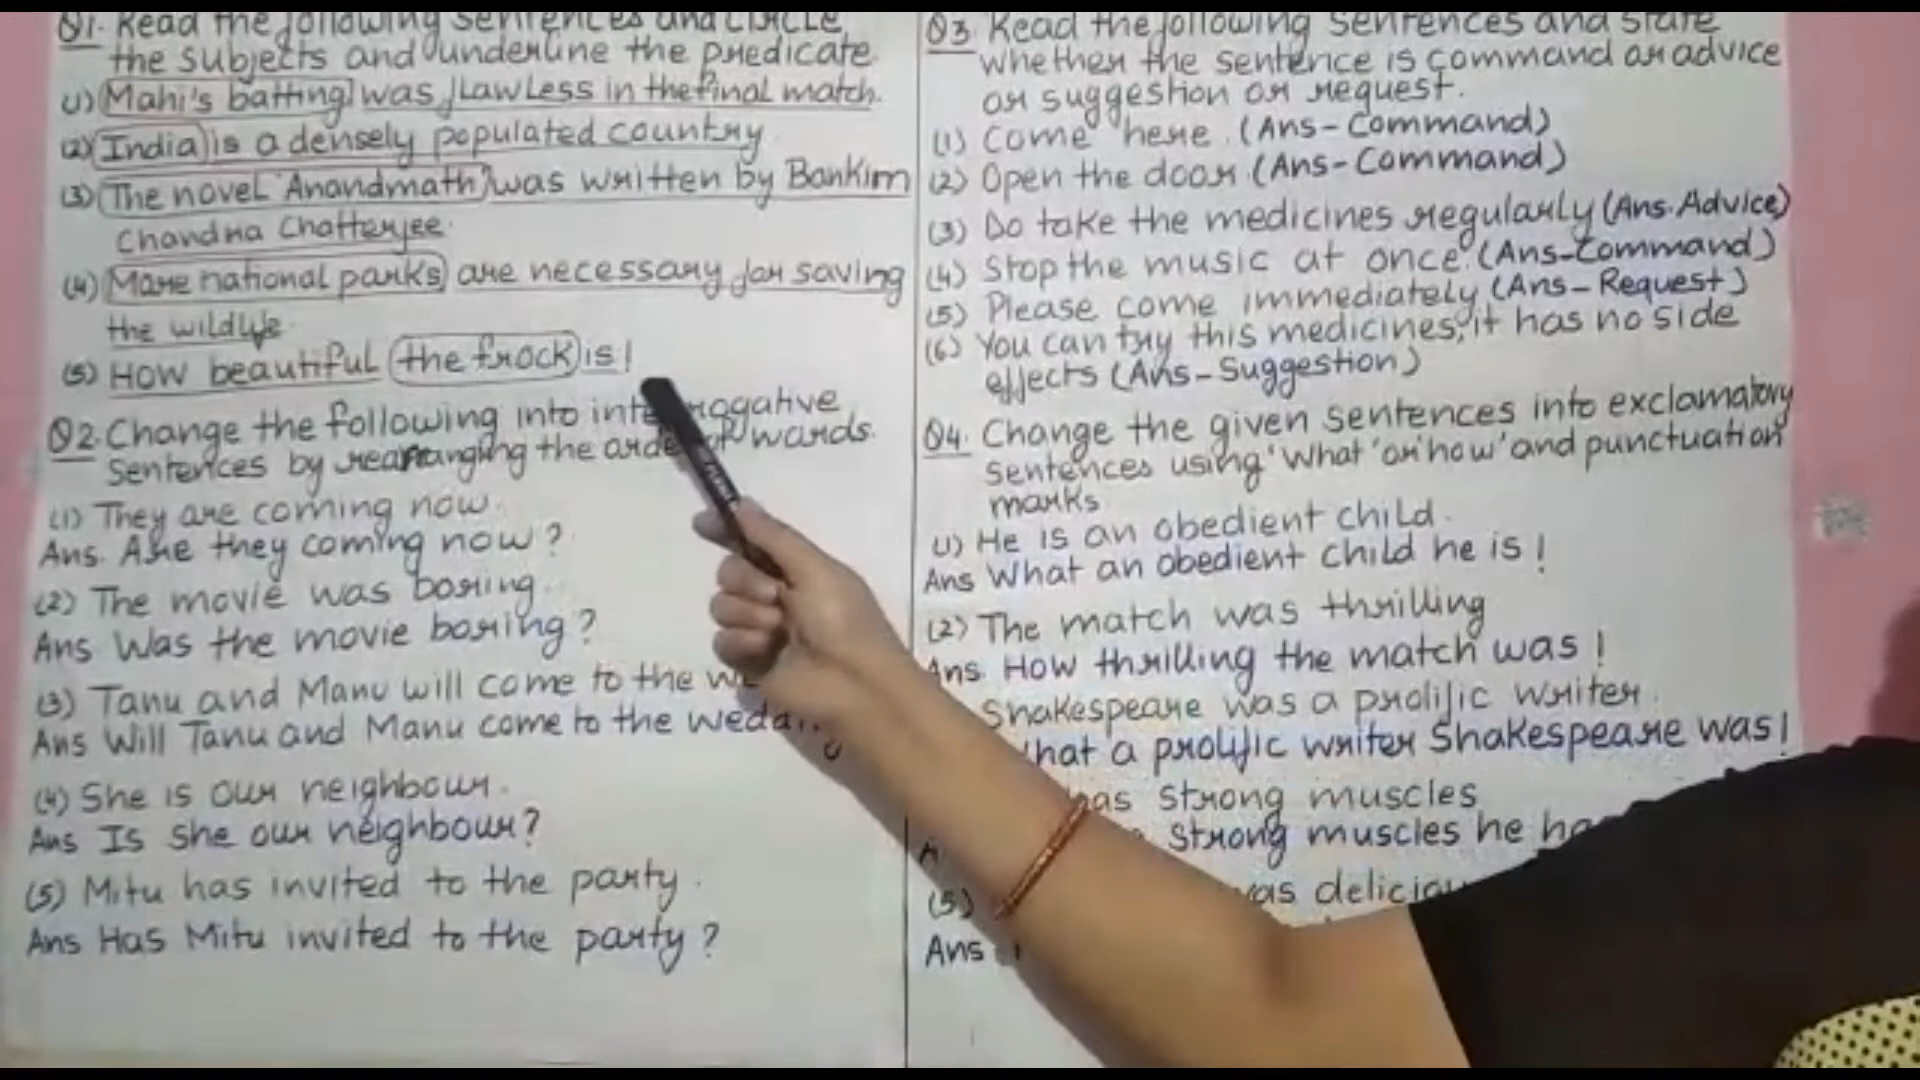 Q1. Read the following sentences and circle
the subjects and underline the predicate.
(1) Mahi's batting was flawless in the final match.
(2) India is a densely populated country.
(3) The novel 'Anandmath' was written by Bankim
Chandra Chatterjee.
(4) More national parks are necessary for saving
the wildlife.
(5) How beautiful the frock is!
Q2. Change the following into interrogative
sentences by rearranging the order of words.
(1) They are coming now.
Ans. Are they coming now?
(2) The movie was boring.
Ans Was the movie boring?
(3) Tanu and Manu will come to the
Ans Will Tanu and Manu come to the wedding
(4) She is our neighbour.
Ans Is she our neighbour?
(5) Mitu has invited to the party.
Ans Has Mitu invited to the party?
Q3. Read the following sentences and state
whether the sentence is command or advice
or suggestion or request.
(1) Come here. (Ans-Command)
(2) Open the door. (Ans-Command)
(3) Do take the medicines regularly (Ans. Advice)
(4) Stop the music at once. (Ans-Command)
(5) Please come immediately (Ans-Request)
(6) You can try this medicines, it has no side
effects (Ans-Suggestion)
Q4. Change the given sentences into exclamatory
sentences using 'What' or 'how' and punctuation
marks.
(1) He is an obedient child.
Ans What an obedient child he is!
(2) The match was thrilling
Ans. How thrilling the match was!
Shakespeare was a prolific writer.
a prolific writer Shakespeare was!
has strong muscles
strong muscles he
(5) was
Ans